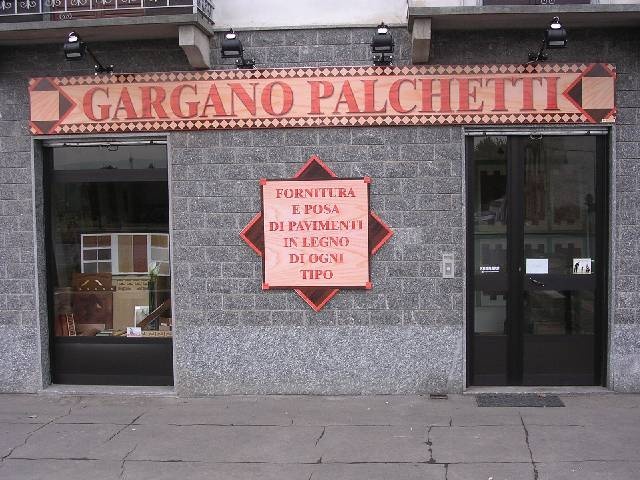 GARGANO PALCHETTI
FORNITURA
E POSA
DI PAVIMENTI
IN LEGNO
DI OGNI
TIPO